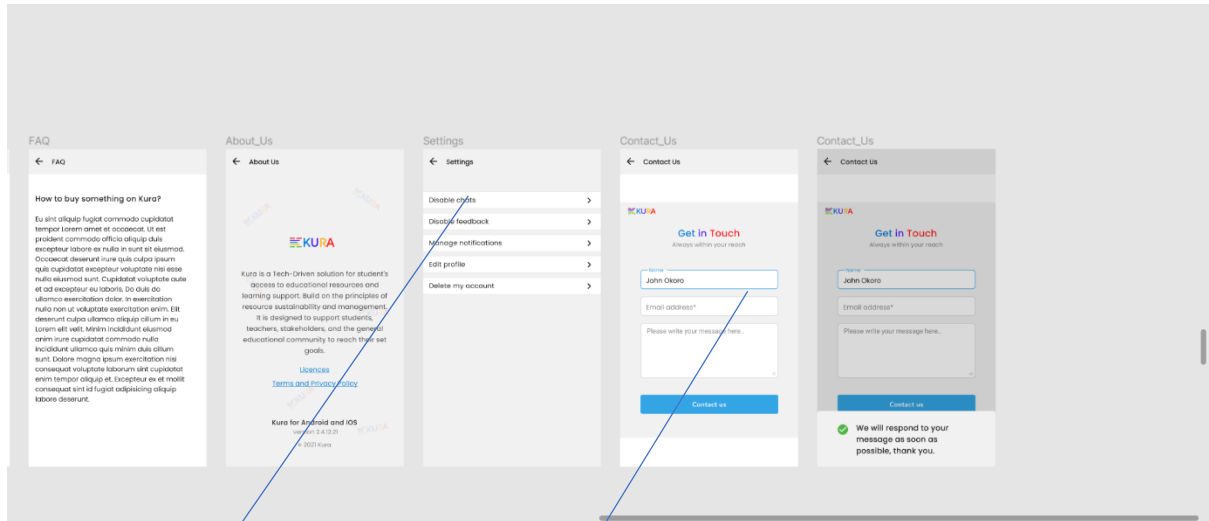 FAQ
← FAQ
How to buy something on Kura?
Eu sint aliquip fugiat commodo cupidatat
tempor Lorem amet et occaecat. Ut est
proident commodo officia aliquip duis
excepteur labore ex nulla in sunt sit eiusmod.
Occaecat deserunt irure quis culpa ipsum
quis cupidatat excepteur voluptate nisi esse
nulla eiusmod sunt. Cupidatat voluptate aute
et ad excepteur eu laboris. Do duis do
ullamco exercitation dolor. In exercitation
nulla non ut voluptate exercitation enim. Elit
deserunt culpa ullamco aliquip cillum in eu
Lorem elit velit. Minim incididunt eiusmod
anim irure cupidatat commodo nulla
incididunt ullamco quis minim duis cillum
sunt. Dolore magna ipsum exercitation nisi
consequat voluptate laborum sint cupidatat
enim tempor aliquip et. Excepteur ex et mollit
consequat sint id fugiat adipisicing aliquip
labore deserunt.
About_Us
← About Us
KURA
KURA
KURA
Kura is a Tech-Driven solution for student's
access to educational resources and
learning support. Build on the principles of
resource sustainability and management.
It is designed to support students,
teachers, stakeholders, and the general
educational community to reach their set
goals.
Licences
Terms and Privacy Policy
Kura for Android and iOS
version 2.4.12.21
KURA
© 2021 Kura
Settings
← Settings
Disable chats
Disable feedback
Manage notifications
Edit profile
Delete my account
Contact_Us
← Contact Us
KURA
Get in Touch
Always within your reach
Name
John Okoro
Email address*
Please write your message here..
Contact us
Contact_Us
← Contact Us
KURA
Get in Touch
Always within your reach
Name
John Okoro
Email address*
Please write your message here..
Contact us
We will respond to your
message as soon as
possible, thank you.